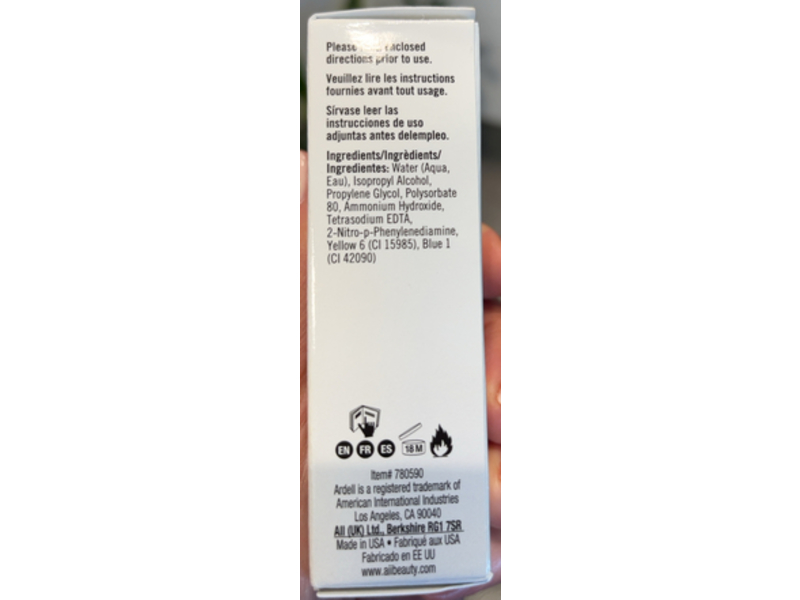 Please enclosed
directions prior to use.
Veuillez lire les instructions
fournies avant tout usage.
Sírvase leer las
instrucciones de uso
adjuntas antes delempleo.
Ingredients/Ingrèdients/
Ingredientes: Water (Aqua,
Eau), Isopropyl Alcohol,
Propylene Glycol, Polysorbate
80, Ammonium Hydroxide,
Tetrasodium EDTA,
2-Nitro-p-Phenylenediamine,
Yellow 6 (CI 15985), Blue 1
(CI 42090)
EN FR ES 18 M
Item# 780590
Ardell is a registered trademark of
American International Industries
Los Angeles, CA 90040
AII (UK) Ltd., Berkshire RG1 7SR
Made in USA • Fabriqué aux USA
Fabricado en EE UU
www.aiibeauty.com